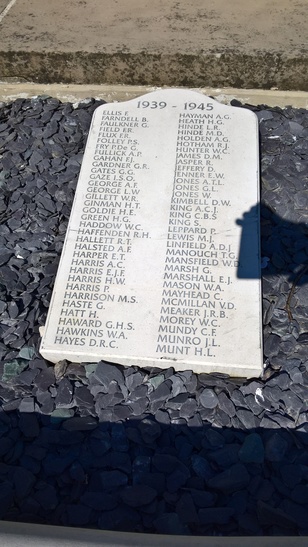 1939 - 1945
ELLIS F.
FARNDELL B.
FAULKNER G.
FIELD E.R.
FLUX E.R.
FOLLEY P.S.
FRY P.De G.
FULLICK A.F.
GAHAN F.J.
GARDNER G.R.
GATES G.G.
GAZE J.S.O.
GEORGE A.F.
GEORGE L.W
GILLETT W.R.
GINMAN H.T.
GOLDIE H.E.
GREEN H.G.
HADDOW W.C.
HAFFENDEN R.H.
HALLETT R.T.
HALSTED A.E
HARPER E.T.
HARRIS A.C.
HARRIS E.J.F.
HARRIS H.W.
HARRIS P.
HARRISON M.S.
HASTE G.
HATT H.
HAWARD G.H.S.
HAWKINS W.A.
HAYES D.R.C.
HAYMAN A.G.
HEATH H.G.
HINDE L.R.
HINDE M.D.
HOLDEN A.G.
HOTHAM R.J.
HUNTER W.C.
JAMES D.M.
JASPER R.
JEFFERY D.
JENNER E.W.
JONES A.T.L.
JONES G.L.
JONES W.
KIMBELL D.W.
KING A.C.J.
KING C.B.S
KING S.
LEPPARD P.
LEWIS M.J.
LINFIELD A.D.J
MANOUCH T.G.
MANSFIELD W.D
MARSH G.
MARSHALL E.J.
MASON W.A.
MAYHEAD C.
MCMILLAN V.D.
MEAKER J.R.B.
MOREY W.C.
MUNDY C.F.
MUNRO J.L.
MUNT H.L.